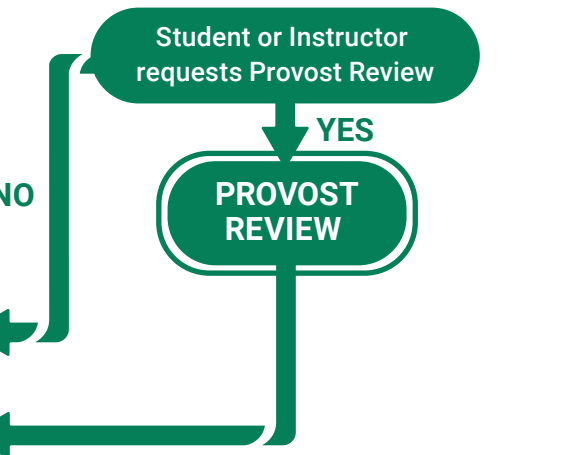 Student or Instructor
requests Provost Review
YES
NO
PROVOST
REVIEW